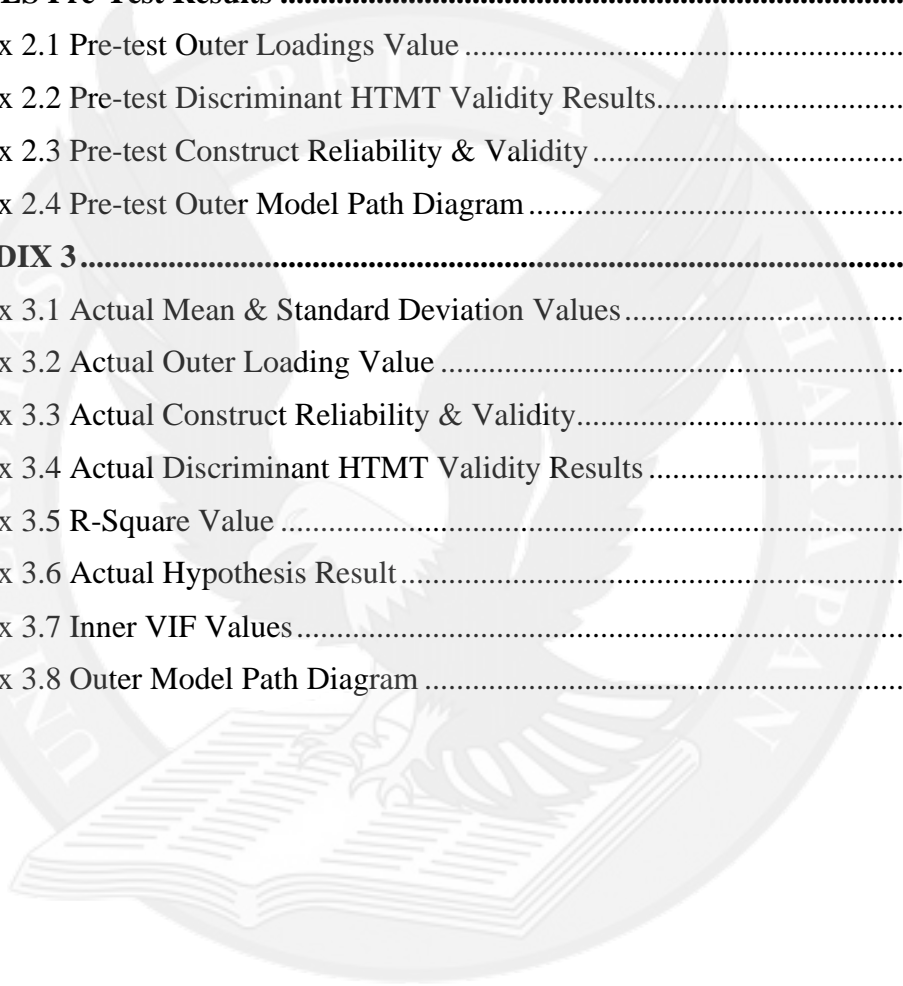 LS Pre-Test Results ........................................................................
x 2.1 Pre-test Outer Loadings Value ........................................................................
x 2.2 Pre-test Discriminant HTMT Validity Results........................................................................
x 2.3 Pre-test Construct Reliability & Validity ........................................................................
x 2.4 Pre-test Outer Model Path Diagram ........................................................................
DIX 3 ........................................................................
x 3.1 Actual Mean & Standard Deviation Values ........................................................................
x 3.2 Actual Outer Loading Value ........................................................................
x 3.3 Actual Construct Reliability & Validity........................................................................
x 3.4 Actual Discriminant HTMT Validity Results ........................................................................
x 3.5 R-Square Value ........................................................................
x 3.6 Actual Hypothesis Result ........................................................................
x 3.7 Inner VIF Values ........................................................................
x 3.8 Outer Model Path Diagram ........................................................................
PELITA
HARAPAN